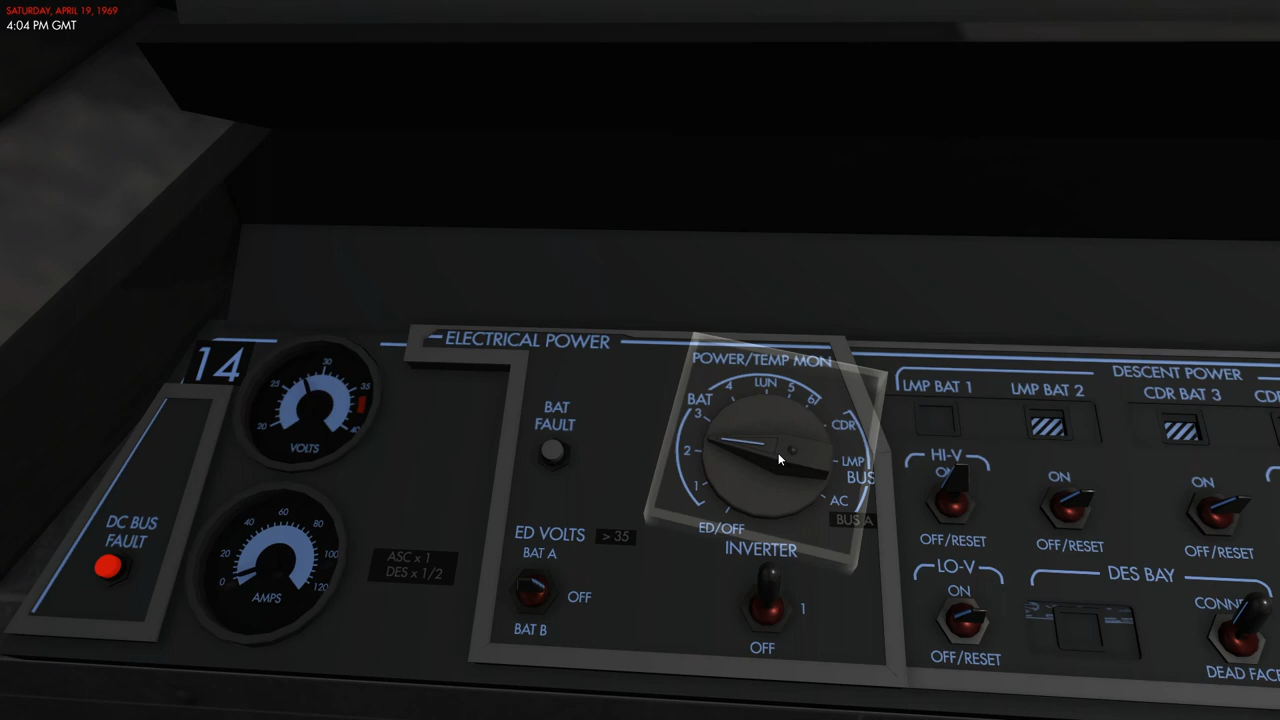 SATURDAY, APRIL 19, 1969
4:04 PM GMT
14
20
25
30
35
40
VOLTS
DC BUS
FAULT
0
20
40
60
80
100
120
AMPS
ASC x 1
DES x 1/2
ELECTRICAL POWER
BAT
FAULT
ED VOLTS
> 35
BAT A
OFF
BAT B
POWER/TEMP MON
BAT
1
2
3
4
LUN
5
6
CDR
LMP
BUS
AC
BUS A
ED/OFF
INVERTER
1
OFF
DESCENT POWER
LMP BAT 1
LMP BAT 2
CDR BAT 3
HI-V
ON
OFF/RESET
ON
OFF/RESET
ON
OFF/RESET
LO-V
ON
OFF/RESET
DES BAY
DEAD FACE